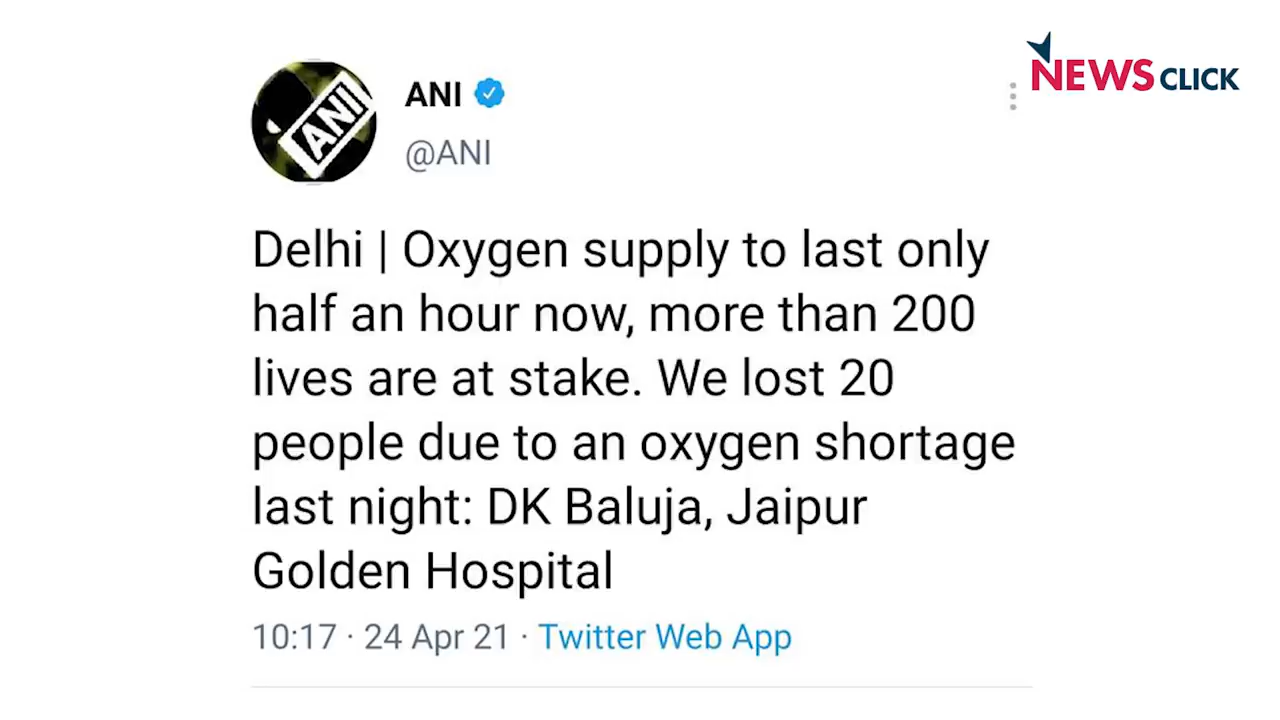 ANI
NEWS CLICK
ANI
@ANI
Delhi | Oxygen supply to last only
half an hour now, more than 200
lives are at stake. We lost 20
people due to an oxygen shortage
last night: DK Baluja, Jaipur
Golden Hospital
10:17 · 24 Apr 21 · Twitter Web App